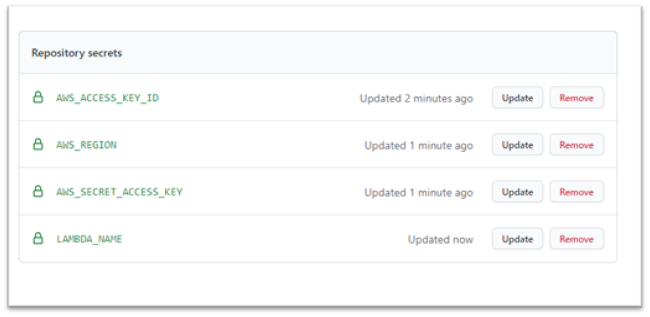 Repository secrets
AWS_ACCESS_KEY_ID Updated 2 minutes ago Update Remove
AWS_REGION Updated 1 minute ago Update Remove
AWS_SECRET_ACCESS_KEY Updated 1 minute ago Update Remove
LAMBDA_NAME Updated now Update Remove